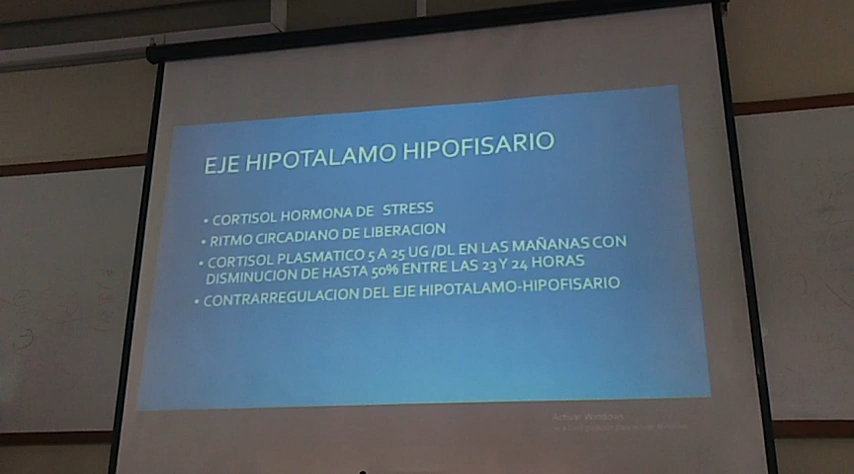 EJE HIPOTALAMO HIPOFISARIO
• CORTISOL HORMONA DE STRESS
• RITMO CIRCADIANO DE LIBERACION
• CORTISOL PLASMATICO 5 A 25 UG /DL EN LAS MAÑANAS CON
DISMINUCION DE HASTA 50% ENTRE LAS 23 Y 24 HORAS
• CONTRARREGULACION DEL EJE HIPOTALAMO-HIPOFISARIO
Activar Windows